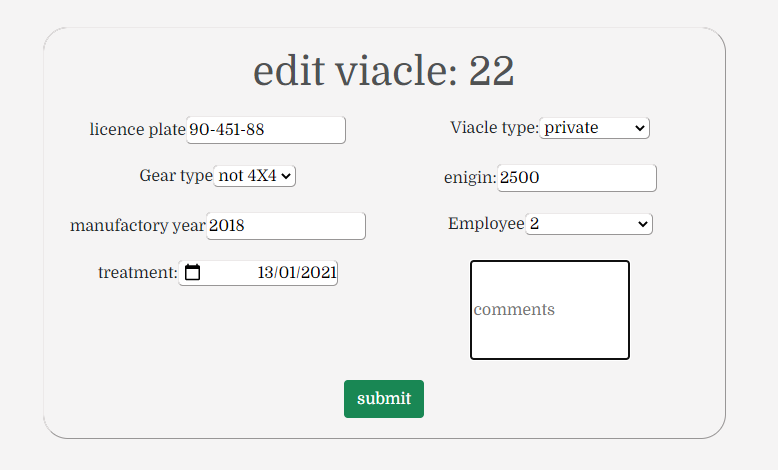 edit viacle: 22
licence plate 90-451-88 Viacle type: private
Gear type not 4X4 enigin: 2500
manufactory year 2018 Employee 2
treatment: 13/01/2021 comments
submit